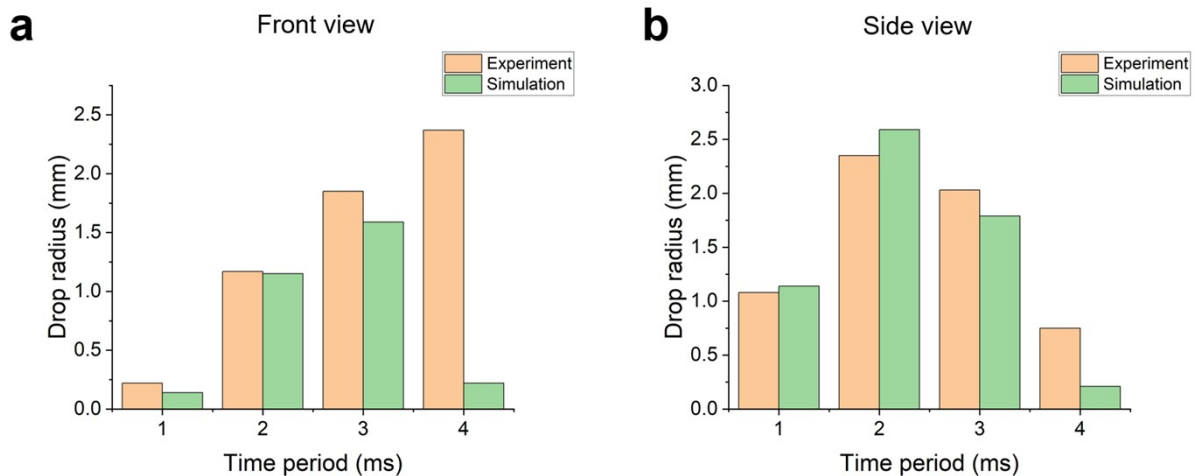 a
Front view
Experiment
Simulation
2.5
2.0
1.5
1.0
0.5
0.0
Drop radius (mm)
1 2 3 4
Time period (ms)
b
Side view
Experiment
Simulation
3.0
2.5
2.0
1.5
1.0
0.5
0.0
Drop radius (mm)
1 2 3 4
Time period (ms)